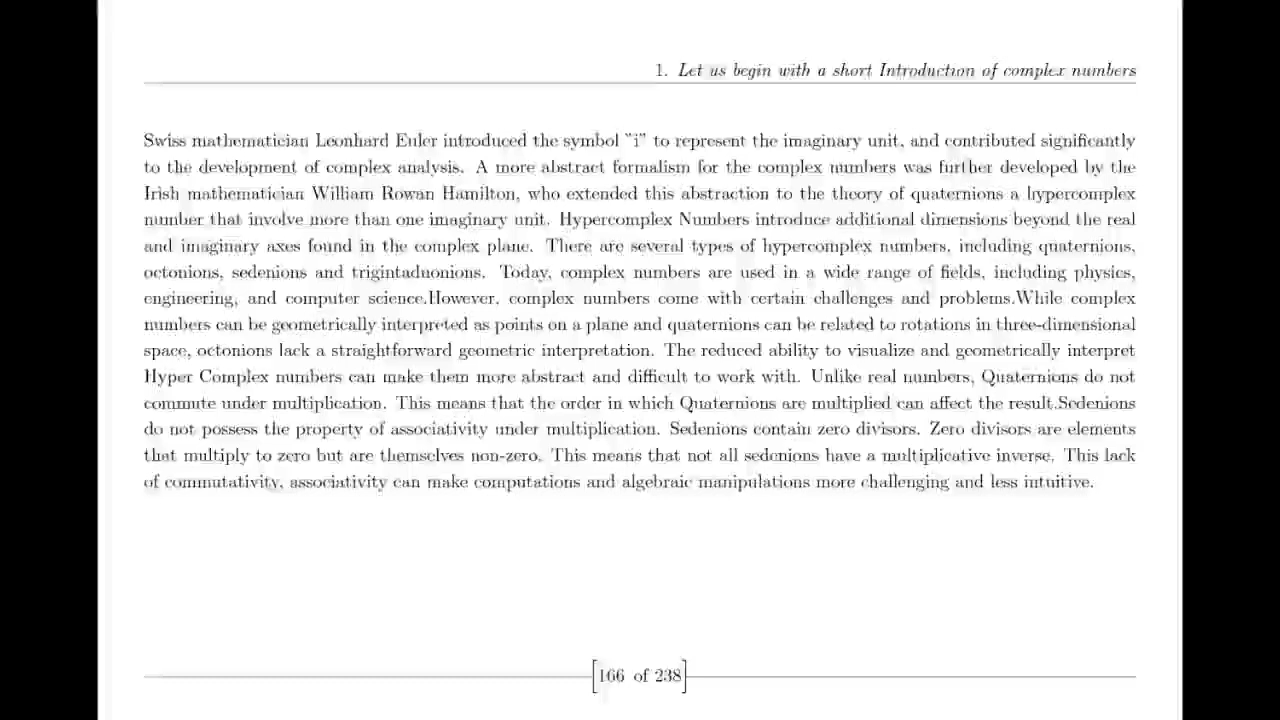 1. Let us begin with a short Introduction of complex numbers
Swiss mathematician Leonhard Euler introduced the symbol "i" to represent the imaginary unit, and contributed significantly
to the development of complex analysis. A more abstract formalism for the complex numbers was further developed by the
Irish mathematician William Rowan Hamilton, who extended this abstraction to the theory of quaternions a hypercomplex
number that involve more than one imaginary unit. Hypercomplex Numbers introduce additional dimensions beyond the real
and imaginary axes found in the complex plane. There are several types of hypercomplex numbers, including quaternions,
octonions, sedenions and trigintaduonions. Today, complex numbers are used in a wide range of fields, including physics,
engineering, and computer science.However, complex numbers come with certain challenges and problems.While complex
numbers can be geometrically interpreted as points on a plane and quaternions can be related to rotations in three-dimensional
space, octonions lack a straightforward geometric interpretation. The reduced ability to visualize and geometrically interpret
Hyper Complex numbers can make them more abstract and difficult to work with. Unlike real numbers, Quaternions do not
commute under multiplication. This means that the order in which Quaternions are multiplied can affect the result.Sedenions
do not possess the property of associativity under multiplication. Sedenions contain zero divisors. Zero divisors are elements
that multiply to zero but are themselves non-zero. This means that not all sedenions have a multiplicative inverse. This lack
of commutativity, associativity can make computations and algebraic manipulations more challenging and less intuitive.
[166 of 238]